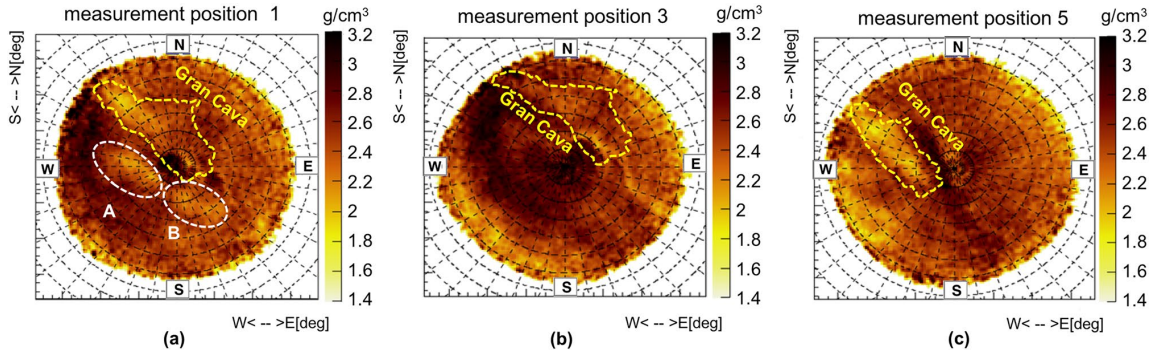 measurement position 1
g/cm³
3.2
3
2.8
2.6
2.4
2.2
2
1.8
1.6
1.4
S< -- >N[deg]
N
W
E
S
Gran Cava
A
B
W< -- >E[deg]
(a)
measurement position 3
g/cm³
3.2
3
2.8
2.6
2.4
2.2
2
1.8
1.6
1.4
S< -- >N[deg]
N
W
E
S
Gran Cava
W< -- >E[deg]
(b)
measurement position 5
g/cm³
3.2
3
2.8
2.6
2.4
2.2
2
1.8
1.6
1.4
S< -- >N[deg]
N
W
E
S
Gran Cava
W< -- >E[deg]
(c)